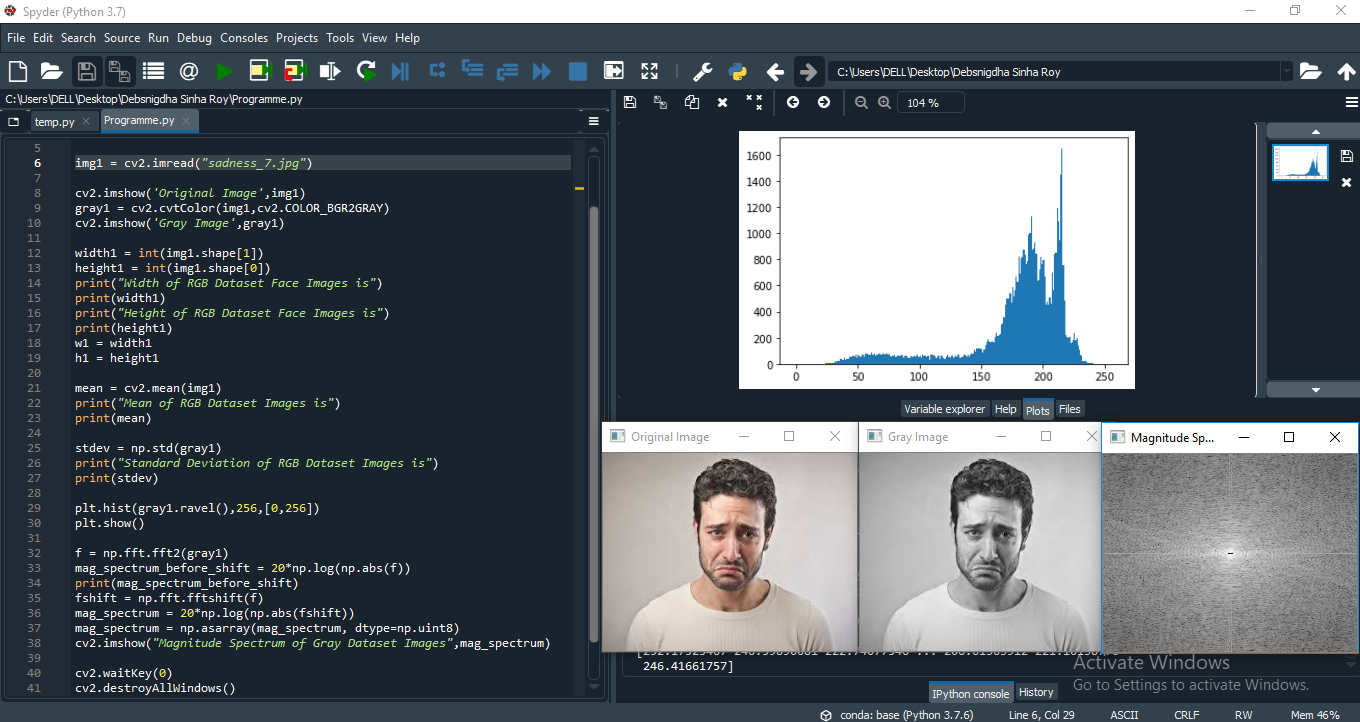 Spyder (Python 3.7)
File Edit Search Source Run Debug Consoles Projects Tools View Help
C:\Users\DELL\Desktop\Debsnigdha Sinha Roy
C:\Users\DELL\Desktop\Debsnigdha Sinha Roy\Programme.py
temp.py
Programme.py
5
6 img1 = cv2.imread("sadness_7.jpg")
7
8 cv2.imshow('Original Image',img1)
9 gray1 = cv2.cvtColor(img1,cv2.COLOR_BGR2GRAY)
10 cv2.imshow('Gray Image',gray1)
11
12 width1 = int(img1.shape[1])
13 height1 = int(img1.shape[0])
14 print("Width of RGB Dataset Face Images is")
15 print(width1)
16 print("Height of RGB Dataset Face Images is")
17 print(height1)
18 w1 = width1
19 h1 = height1
20
21 mean = cv2.mean(img1)
22 print("Mean of RGB Dataset Images is")
23 print(mean)
24
25 stdev = np.std(gray1)
26 print("Standard Deviation of RGB Dataset Images is")
27 print(stdev)
28
29 plt.hist(gray1.ravel(),256,[0,256])
30 plt.show()
31
32 f = np.fft.fft2(gray1)
33 mag_spectrum_before_shift = 20*np.log(np.abs(f))
34 print(mag_spectrum_before_shift)
35 fshift = np.fft.fftshift(f)
36 mag_spectrum = 20*np.log(np.abs(fshift))
37 mag_spectrum = np.asarray(mag_spectrum, dtype=np.uint8)
38 cv2.imshow("Magnitude Spectrum of Gray Dataset Images",mag_spectrum)
39
40 cv2.waitKey(0)
41 cv2.destroyAllWindows()
104 %
1600
1400
1200
1000
800
600
400
200
0
0 50 100 150 200 250
Variable explorer Help Plots Files
Original Image
Gray Image
Magnitude Sp...
246.41661757]
Activate Windows
Go to Settings to activate Windows.
IPython console History
conda: base (Python 3.7.6) Line 6, Col 29 ASCII CRLF RW Mem 46%